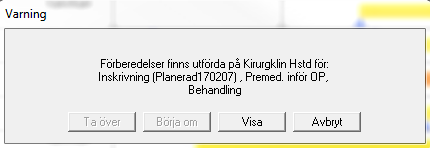 Varning
Förberedelser finns utförda på Kirurgklin Hstd för:
Inskrivning (Planerad170207) , Premed. inför OP,
Behandling
Ta över
Börja om
Visa
Avbryt